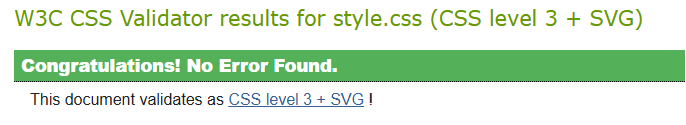 W3C CSS Validator results for style.css (CSS level 3 + SVG)
Congratulations! No Error Found.
This document validates as CSS level 3 + SVG !